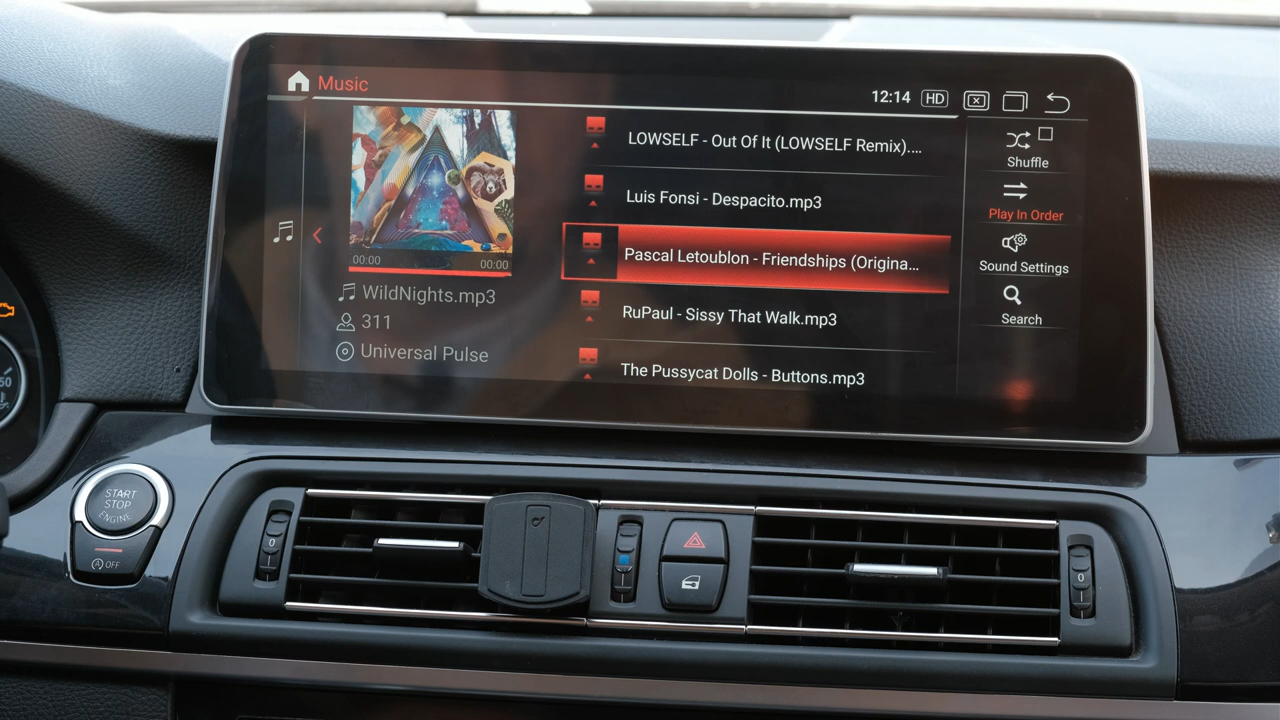 Music
12:14
HD
LOWSELF - Out Of It (LOWSELF Remix)....
Luis Fonsi - Despacito.mp3
Pascal Letoublon - Friendships (Origina...
RuPaul - Sissy That Walk.mp3
The Pussycat Dolls - Buttons.mp3
00:00
00:00
WildNights.mp3
311
Universal Pulse
Shuffle
Play In Order
Sound Settings
Search
50
START
STOP
ENGINE
OFF
0
0